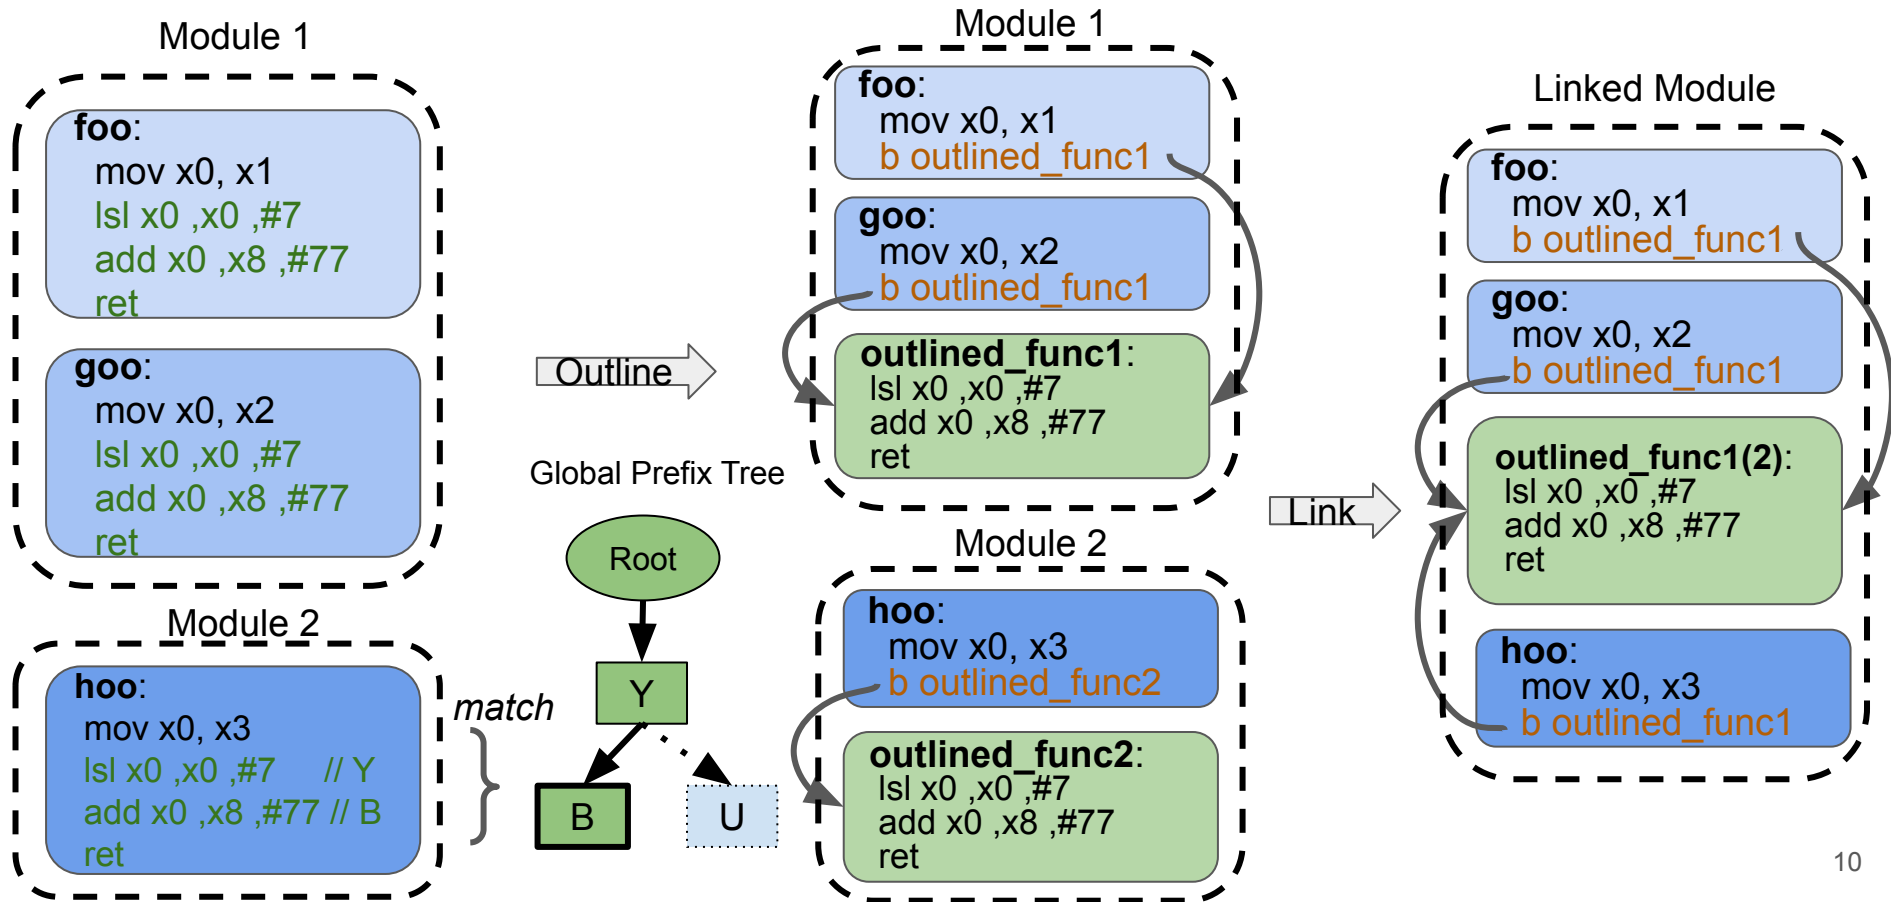 Module 1
foo:
mov x0, x1
lsl x0 ,x0 ,#7
add x0 ,x8 ,#77
ret
goo:
mov x0, x2
lsl x0 ,x0 ,#7
add x0 ,x8 ,#77
ret
Module 2
hoo:
mov x0, x3
lsl x0 ,x0 ,#7 // Y
add x0 ,x8 ,#77 // B
ret
match
Outline
Global Prefix Tree
Root
Y
B
U
Module 1
foo:
mov x0, x1
b outlined_func1
goo:
mov x0, x2
b outlined_func1
outlined_func1:
lsl x0 ,x0 ,#7
add x0 ,x8 ,#77
ret
Module 2
hoo:
mov x0, x3
b outlined_func2
outlined_func2:
lsl x0 ,x0 ,#7
add x0 ,x8 ,#77
ret
Link
Linked Module
foo:
mov x0, x1
b outlined_func1
goo:
mov x0, x2
b outlined_func1
outlined_func1(2):
lsl x0 ,x0 ,#7
add x0 ,x8 ,#77
ret
hoo:
mov x0, x3
b outlined_func1
10